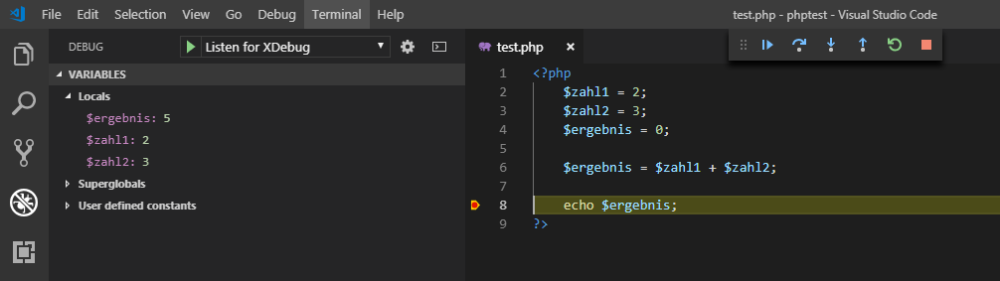 File Edit Selection View Go Debug Terminal Help test.php - phptest - Visual Studio Code
DEBUG Listen for XDebug
test.php
VARIABLES
Locals
$ergebnis: 5
$zahl1: 2
$zahl2: 3
Superglobals
User defined constants
1 <?php
2 $zahl1 = 2;
3 $zahl2 = 3;
4 $ergebnis = 0;
5
6 $ergebnis = $zahl1 + $zahl2;
7
8 echo $ergebnis;
9 ?>